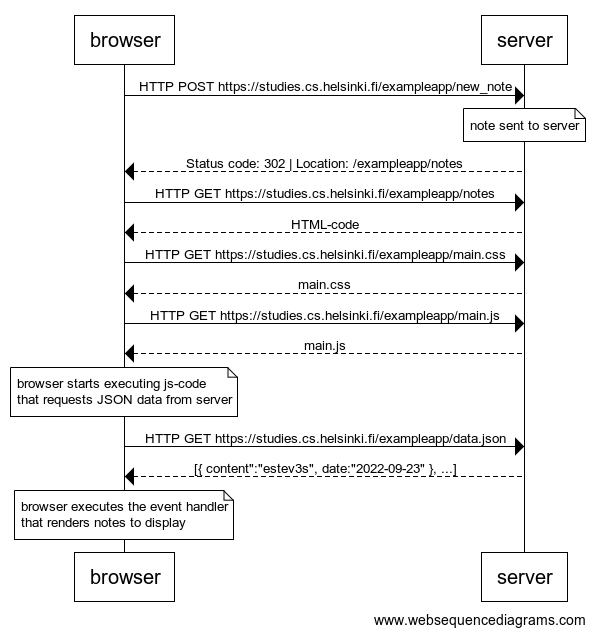 browser
server
HTTP POST https://studies.cs.helsinki.fi/exampleapp/new_note
note sent to server
Status code: 302 | Location: /exampleapp/notes
HTTP GET https://studies.cs.helsinki.fi/exampleapp/notes
HTML-code
HTTP GET https://studies.cs.helsinki.fi/exampleapp/main.css
main.css
HTTP GET https://studies.cs.helsinki.fi/exampleapp/main.js
main.js
browser starts executing js-code
that requests JSON data from server
HTTP GET https://studies.cs.helsinki.fi/exampleapp/data.json
[{ content":"estev3s", date:"2022-09-23" }, ...]
browser executes the event handler
that renders notes to display
browser
server
www.websequencediagrams.com